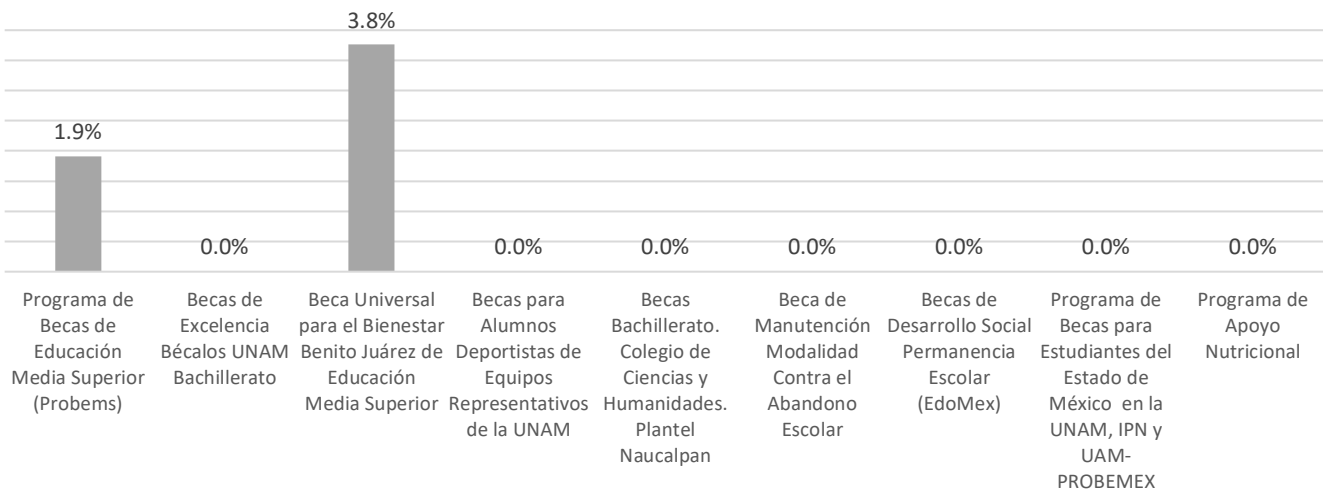 3.8%
1.9%
0.0%
0.0%
0.0%
0.0%
0.0%
0.0%
0.0%
Programa de
Becas de
Educación
Media Superior
(Probems)
Becas de
Excelencia
Bécalos UNAM
Bachillerato
Beca Universal
para el Bienestar
Benito Juárez de
Educación
Media Superior
Becas para
Alumnos
Deportistas de
Equipos
Representativos
de la UNAM
Becas
Bachillerato.
Colegio de
Ciencias y
Humanidades.
Plantel
Naucalpan
Beca de
Manutención
Modalidad
Contra el
Abandono
Escolar
Becas de
Desarrollo Social
Permanencia
Escolar
(EdoMex)
Programa de
Becas para
Estudiantes del
Estado de
México en la
UNAM, IPN y
UAM-
PROBEMEX
Programa de
Apoyo
Nutricional